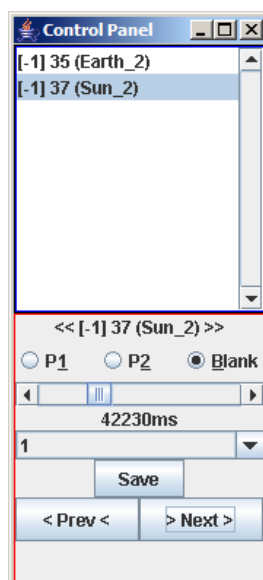 Control Panel
[-1] 35 (Earth_2)
[-1] 37 (Sun_2)
<< [-1] 37 (Sun_2) >>
P1 P2 Blank
42230ms
1
Save
< Prev < > Next >